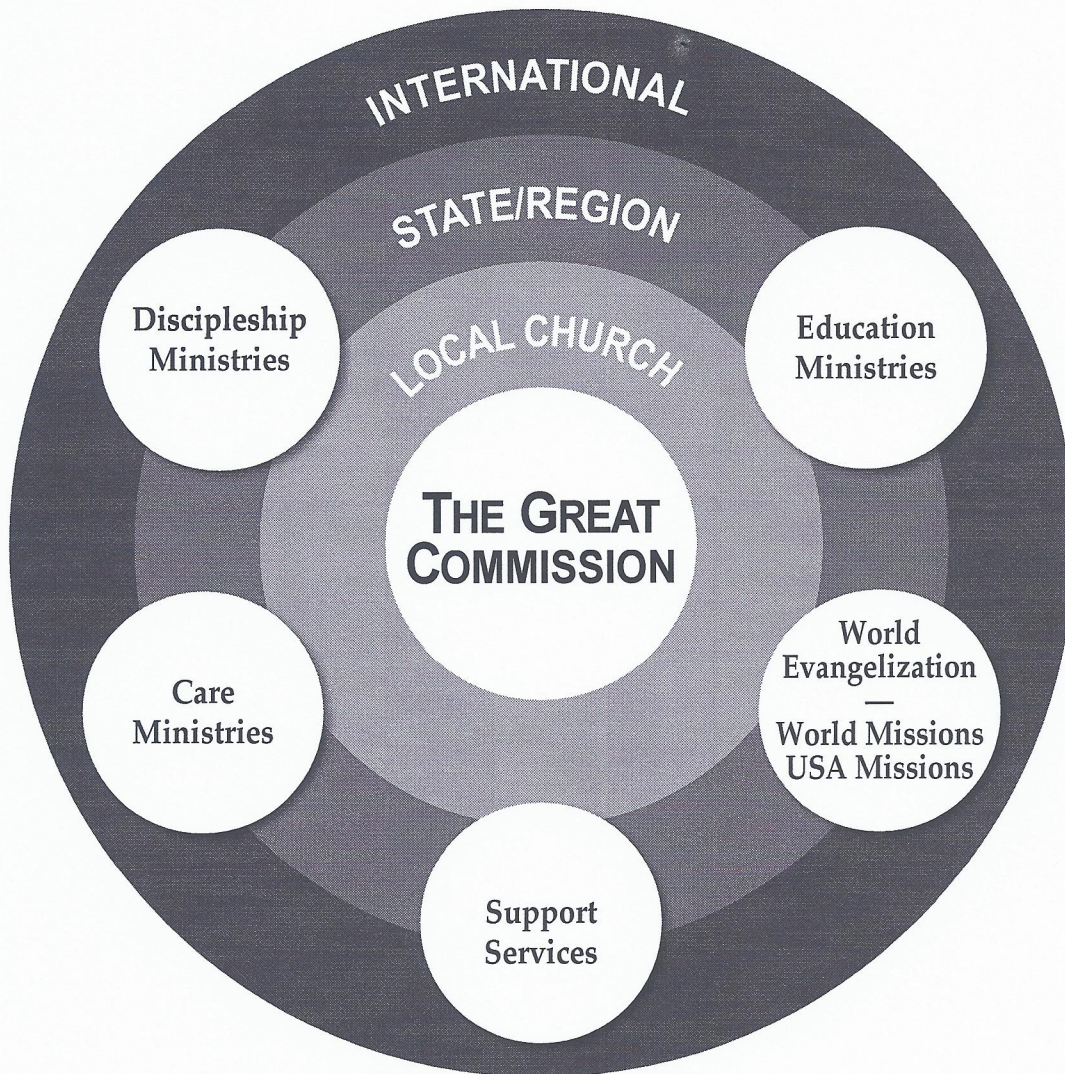 INTERNATIONAL
STATE/REGION
LOCAL CHURCH
THE GREAT
COMMISSION
Discipleship
Ministries
Education
Ministries
Care
Ministries
World
Evangelization
—
World Missions
USA Missions
Support
Services